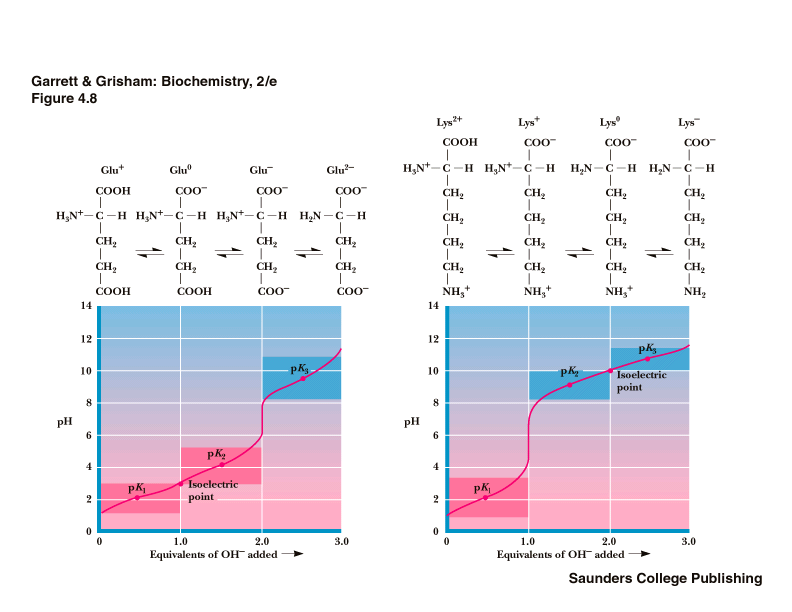 Garrett & Grisham: Biochemistry, 2/e
Figure 4.8
Glu⁺ Glu⁰ Glu⁻ Glu²⁻
COOH COO⁻ COO⁻ COO⁻
H₃N⁺—C—H H₃N⁺—C—H H₃N⁺—C—H H₂N—C—H
CH₂ CH₂ CH₂ CH₂
CH₂ CH₂ CH₂ CH₂
COOH COOH COO⁻ COO⁻
14
12
10
8
6
4
2
0
pH
pK₁
pK₂
pK₃
Isoelectric
point
0 1.0 2.0 3.0
Equivalents of OH⁻ added
Lys²⁺ Lys⁺ Lys⁰ Lys⁻
COOH COO⁻ COO⁻ COO⁻
H₃N⁺—C—H H₃N⁺—C—H H₂N—C—H H₂N—C—H
CH₂ CH₂ CH₂ CH₂
CH₂ CH₂ CH₂ CH₂
CH₂ CH₂ CH₂ CH₂
CH₂ CH₂ CH₂ CH₂
NH₃⁺ NH₃⁺ NH₃⁺ NH₂
14
12
10
8
6
4
2
0
pH
pK₁
pK₂
pK₃
Isoelectric
point
0 1.0 2.0 3.0
Equivalents of OH⁻ added
Saunders College Publishing